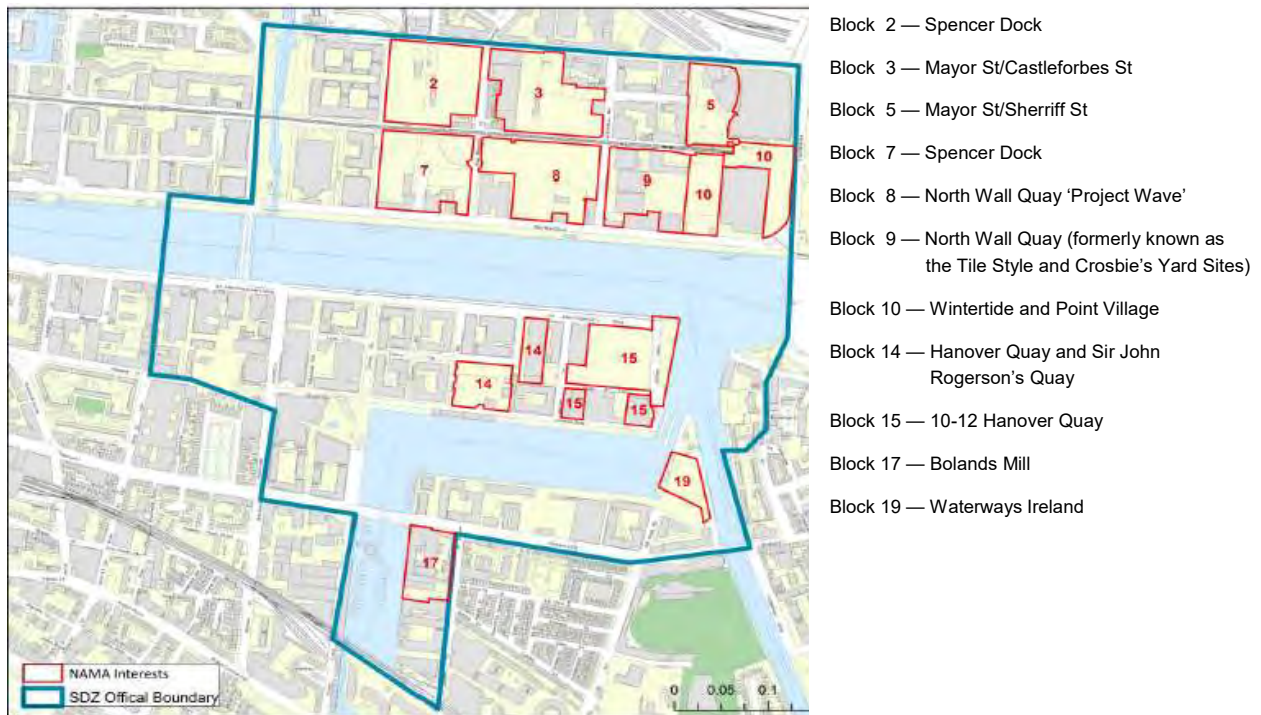 2
3
5
10
7
8
9
10
14
15
14
15
15
19
17
NAMA Interests
SDZ Offical Boundary
0 0.05 0.1
Block 2 — Spencer Dock
Block 3 — Mayor St/Castleforbes St
Block 5 — Mayor St/Sherriff St
Block 7 — Spencer Dock
Block 8 — North Wall Quay ‘Project Wave’
Block 9 — North Wall Quay (formerly known as
the Tile Style and Crosbie’s Yard Sites)
Block 10 — Wintertide and Point Village
Block 14 — Hanover Quay and Sir John
Rogerson’s Quay
Block 15 — 10-12 Hanover Quay
Block 17 — Bolands Mill
Block 19 — Waterways Ireland